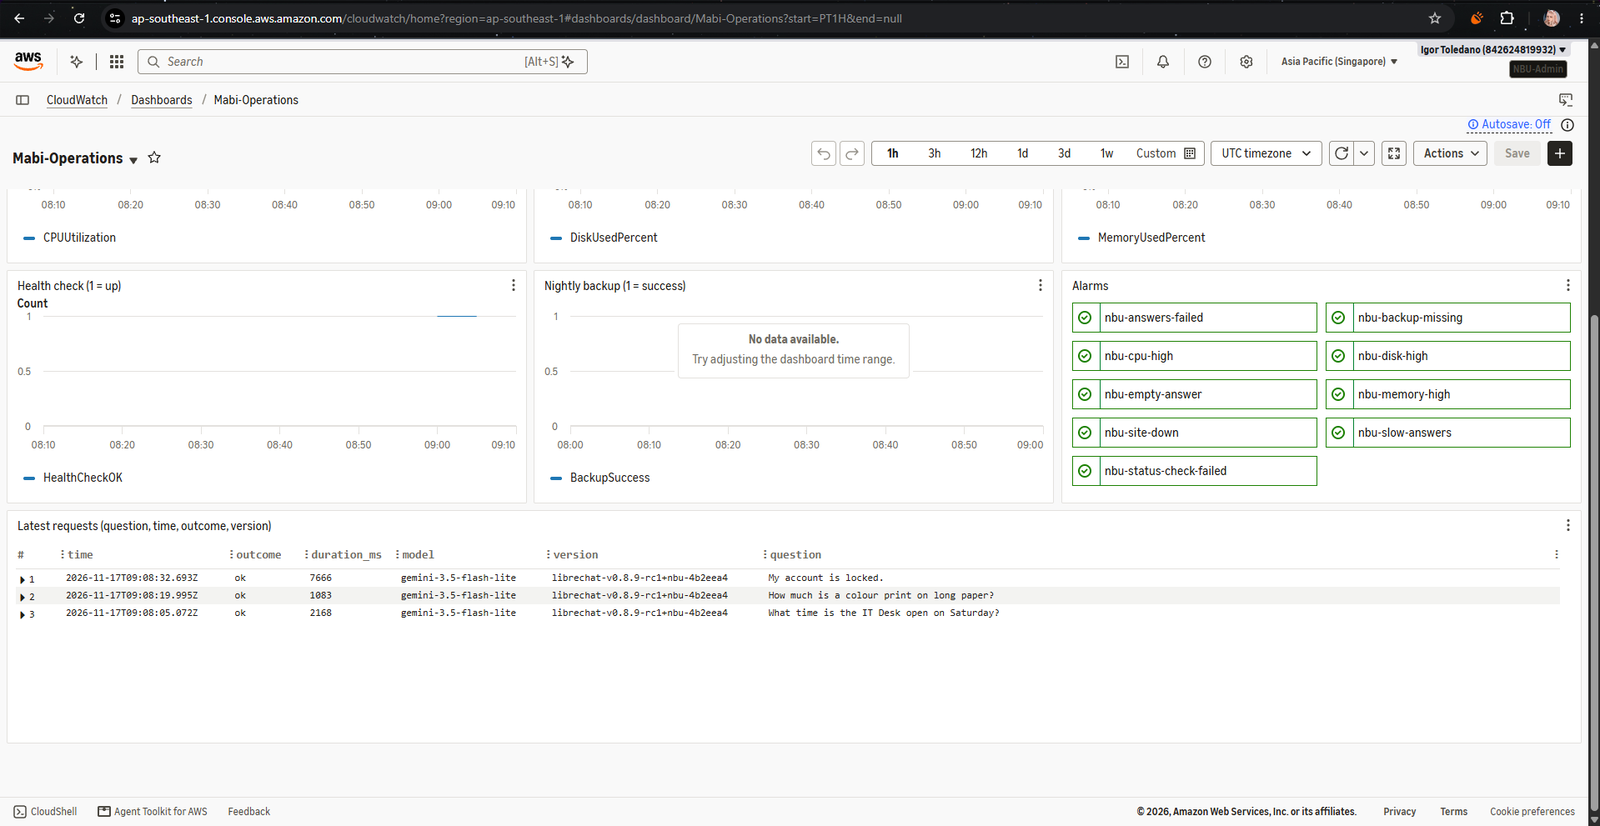 ap-southeast-1.console.aws.amazon.com/cloudwatch/home?region=ap-southeast-1#dashboards/dashboard/Mabi-Operations?start=PT1H&end=null
aws
Search
[Alt+S]
Asia Pacific (Singapore)
Igor Toledano (842624819932)
NBU-Admin
CloudWatch / Dashboards / Mabi-Operations
Autosave: Off
Mabi-Operations
1h 3h 12h 1d 3d 1w Custom
UTC timezone
Actions
Save
08:10 08:20 08:30 08:40 08:50 09:00 09:10
CPUUtilization
08:10 08:20 08:30 08:40 08:50 09:00 09:10
DiskUsedPercent
08:10 08:20 08:30 08:40 08:50 09:00 09:10
MemoryUsedPercent
Health check (1 = up)
Count
1
0.5
0
08:10 08:20 08:30 08:40 08:50 09:00 09:10
HealthCheckOK
Nightly backup (1 = success)
1
No data available.
Try adjusting the dashboard time range.
0.5
0
08:00 08:10 08:20 08:30 08:40 08:50 09:00
BackupSuccess
Alarms
nbu-answers-failed
nbu-backup-missing
nbu-cpu-high
nbu-disk-high
nbu-empty-answer
nbu-memory-high
nbu-site-down
nbu-slow-answers
nbu-status-check-failed
Latest requests (question, time, outcome, version)
# time outcome duration_ms model version question
1 2026-11-17T09:08:32.693Z ok 7666 gemini-3.5-flash-lite librechat-v0.8.9-rc1+nbu-4b2eea4 My account is locked.
2 2026-11-17T09:08:19.995Z ok 1083 gemini-3.5-flash-lite librechat-v0.8.9-rc1+nbu-4b2eea4 How much is a colour print on long paper?
3 2026-11-17T09:08:05.072Z ok 2168 gemini-3.5-flash-lite librechat-v0.8.9-rc1+nbu-4b2eea4 What time is the IT Desk open on Saturday?
CloudShell Agent Toolkit for AWS Feedback
© 2026, Amazon Web Services, Inc. or its affiliates. Privacy Terms Cookie preferences